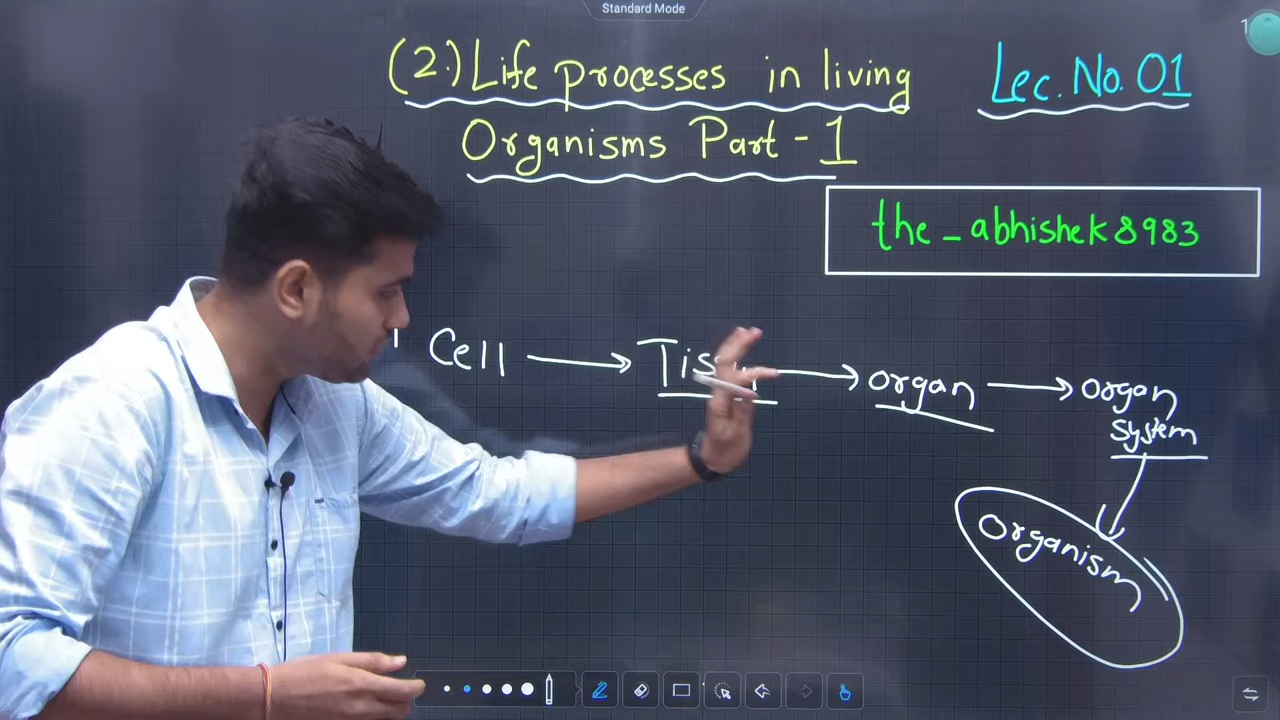 Standard Mode
1
(2.) Life processes in living
Organisms Part - 1
Lec. No. 01
the_abhishek8983
Cell → → organ → organ
system
Organism